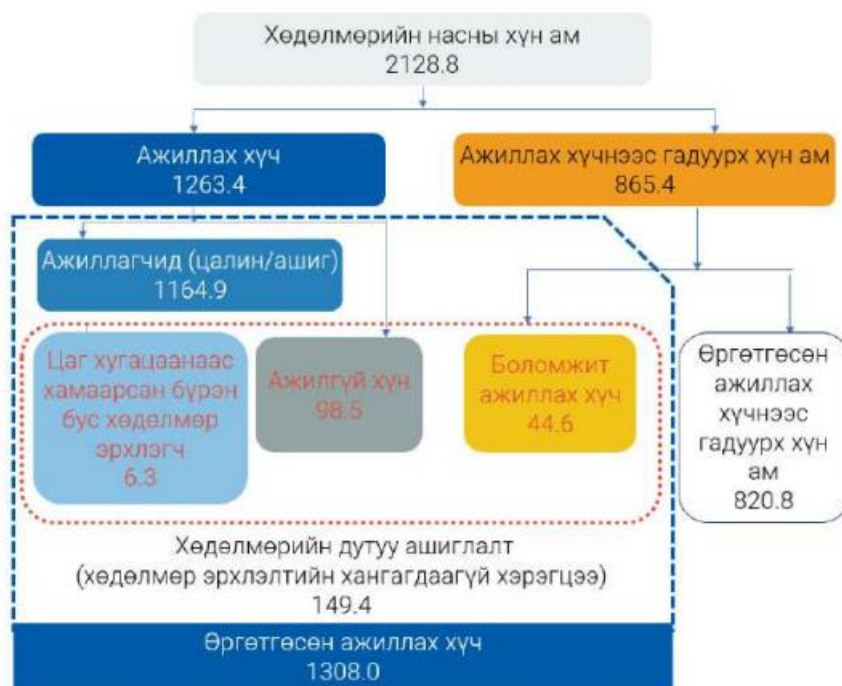 Хөдөлмөрийн насны хүн ам
2128.8
Ажиллах хүч
1263.4
Ажиллах хүчнээс гадуурх хүн ам
865.4
Ажиллагчид (цалин/ашиг)
1164.9
Цаг хугацаанаас
хамаарсан бүрэн
бус хөдөлмөр
эрхлэгч
6.3
Ажилгүй хүн
98.5
Боломжит
ажиллах хүч
44.6
Өргөтгөсөн
ажиллах
хүчнээс
гадуурх хүн
ам
820.8
Хөдөлмөрийн дутуу ашиглалт
(хөдөлмөр эрхлэлтийн хангагдаагүй хэрэгцээ)
149.4
Өргөтгөсөн ажиллах хүч
1308.0